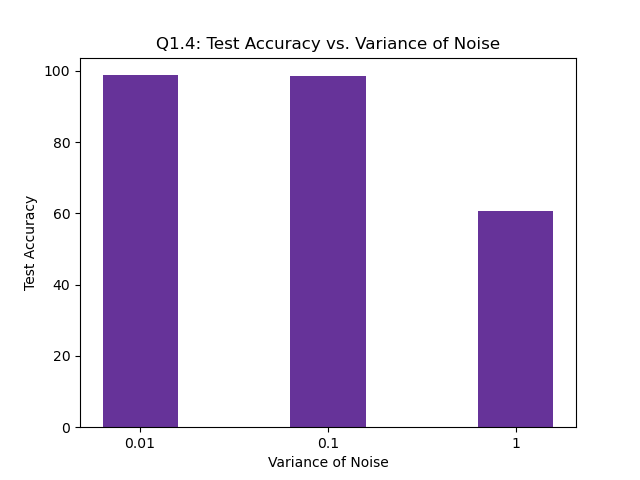 Q1.4: Test Accuracy vs. Variance of Noise
100
80
60
40
20
0
Test Accuracy
0.01 0.1 1
Variance of Noise